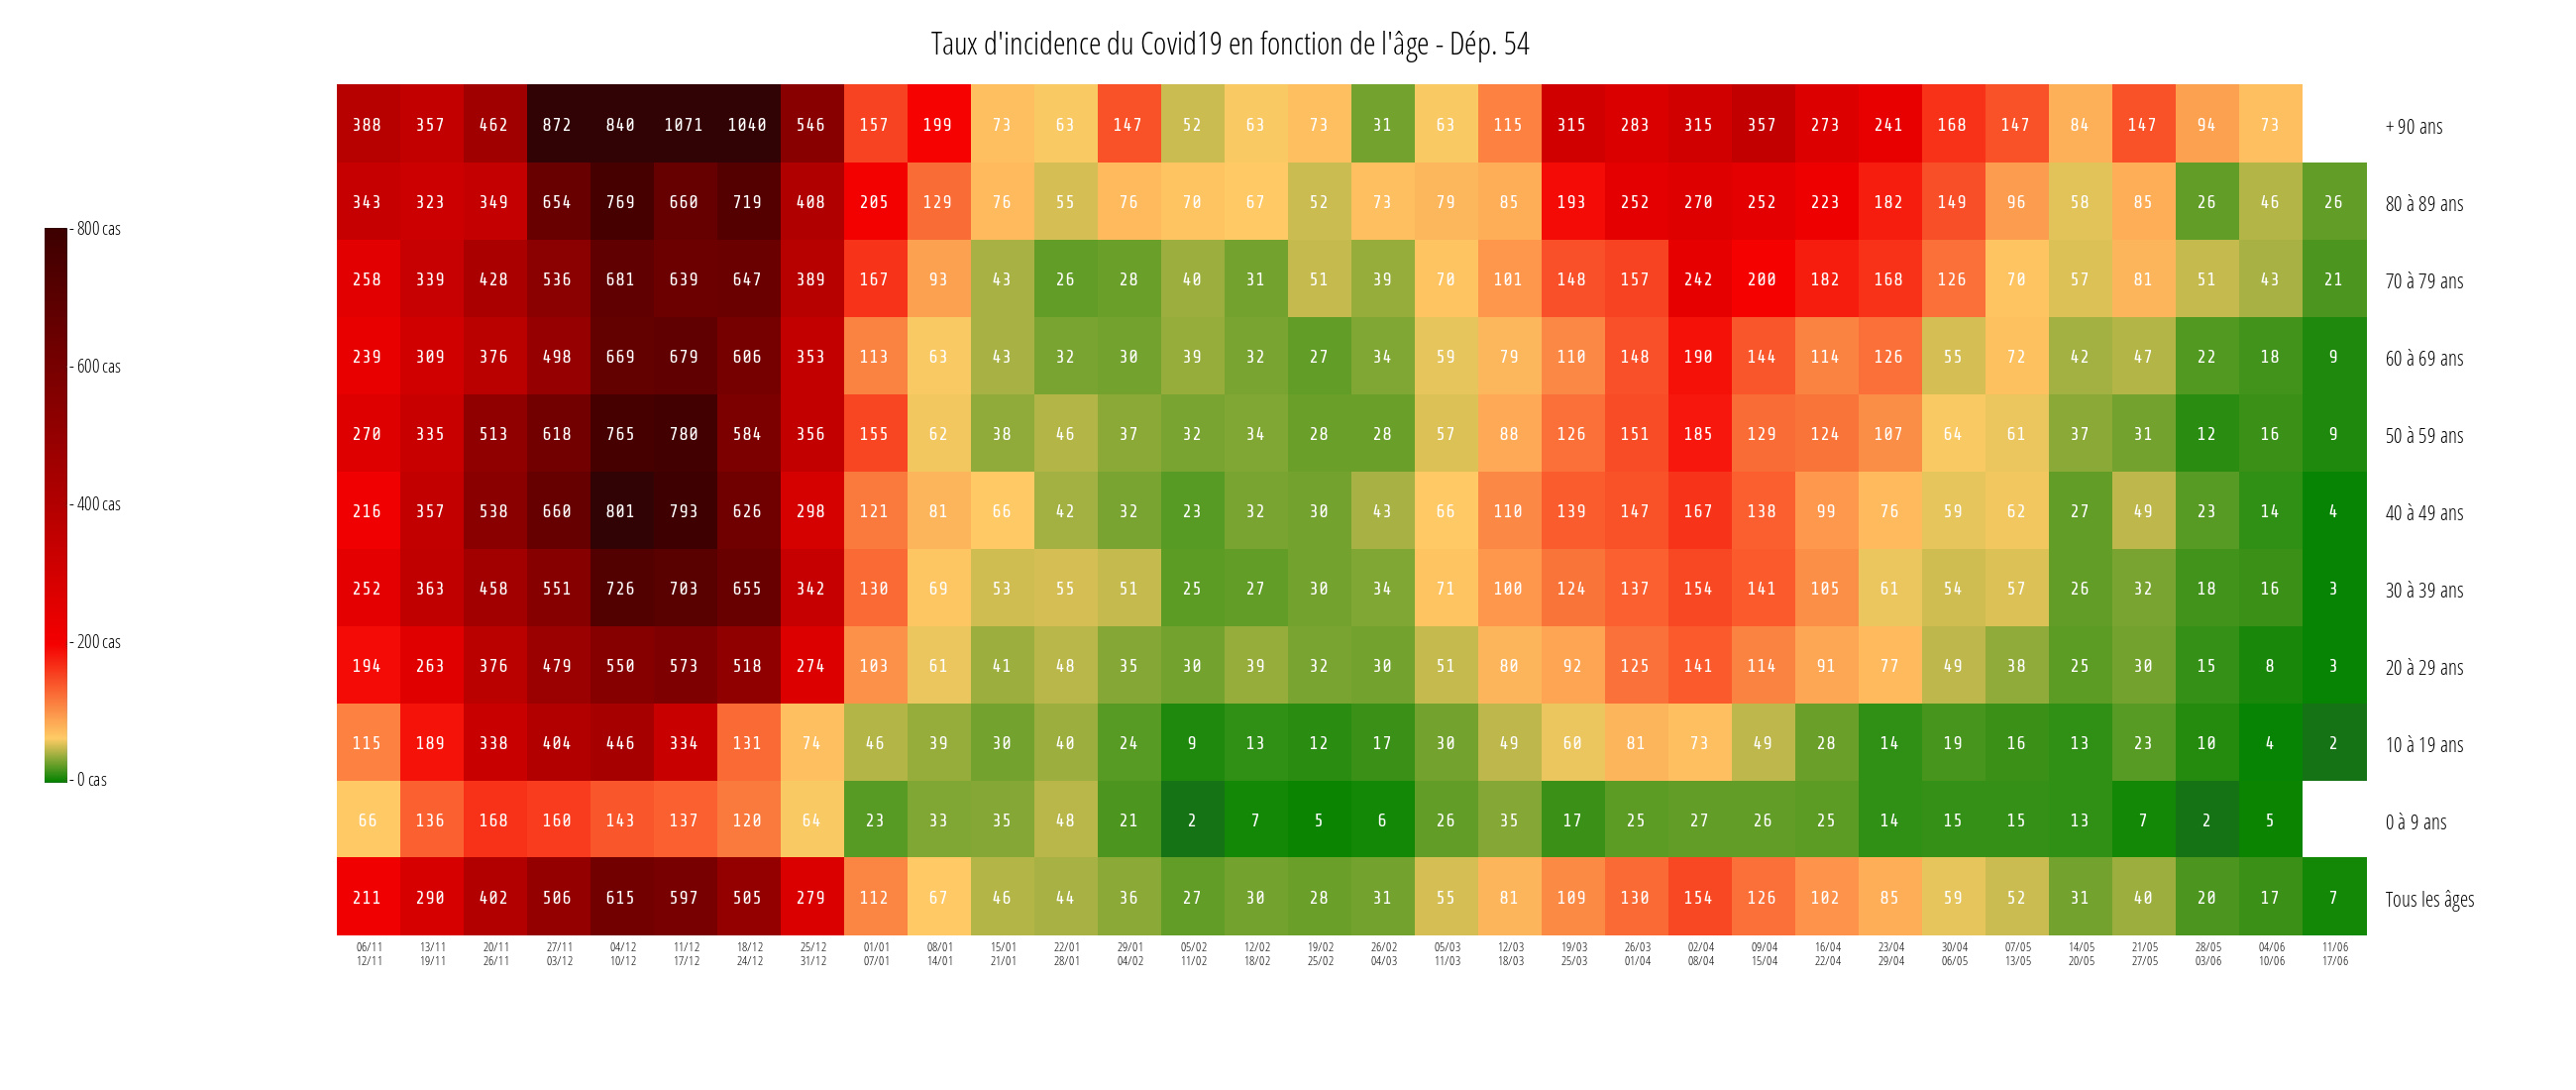 Taux d'incidence du Covid19 en fonction de l'âge - Dép. 54
388 357 462 872 840 1071 1040 546 157 199 73 63 147 52 63 73 31 63 115 315 283 315 357 273 241 168 147 84 147 94 73 + 90 ans
343 323 349 654 769 660 719 408 205 129 76 55 76 70 67 52 73 79 85 193 252 270 252 223 182 149 96 58 85 26 46 26 80 à 89 ans
- 800 cas
258 339 428 536 681 639 647 389 167 93 43 26 28 40 31 51 39 70 101 148 157 242 200 182 168 126 70 57 81 51 43 21 70 à 79 ans
239 309 376 498 669 679 606 353 113 63 43 32 30 39 32 27 34 59 79 110 148 190 144 114 126 55 72 42 47 22 18 9 60 à 69 ans
- 600 cas
270 335 513 618 765 780 584 356 155 62 38 46 37 32 34 28 28 57 88 126 151 185 129 124 107 64 61 37 31 12 16 9 50 à 59 ans
- 400 cas
216 357 538 660 801 793 626 298 121 81 66 42 32 23 32 30 43 66 110 139 147 167 138 99 76 59 62 27 49 23 14 4 40 à 49 ans
252 363 458 551 726 703 655 342 130 69 53 55 51 25 27 30 34 71 100 124 137 154 141 105 61 54 57 26 32 18 16 3 30 à 39 ans
- 200 cas
194 263 376 479 550 573 518 274 103 61 41 48 35 30 39 32 30 51 80 92 125 141 114 91 77 49 38 25 30 15 8 3 20 à 29 ans
115 189 338 404 446 334 131 74 46 39 30 40 24 9 13 12 17 30 49 60 81 73 49 28 14 19 16 13 23 10 4 2 10 à 19 ans
- 0 cas
66 136 168 160 143 137 120 64 23 33 35 48 21 2 7 5 6 26 35 17 25 27 26 25 14 15 15 13 7 2 5 0 à 9 ans
211 290 402 506 615 597 505 279 112 67 46 44 36 27 30 28 31 55 81 109 130 154 126 102 85 59 52 31 40 20 17 7 Tous les âges
06/11 13/11 20/11 27/11 04/12 11/12 18/12 25/12 01/01 08/01 15/01 22/01 29/01 05/02 12/02 19/02 26/02 05/03 12/03 19/03 26/03 02/04 09/04 16/04 23/04 30/04 07/05 14/05 21/05 28/05 04/06 11/06
12/11 19/11 26/11 03/12 10/12 17/12 24/12 31/12 07/01 14/01 21/01 28/01 04/02 11/02 18/02 25/02 04/03 11/03 18/03 25/03 01/04 08/04 15/04 22/04 29/04 06/05 13/05 20/05 27/05 03/06 10/06 17/06